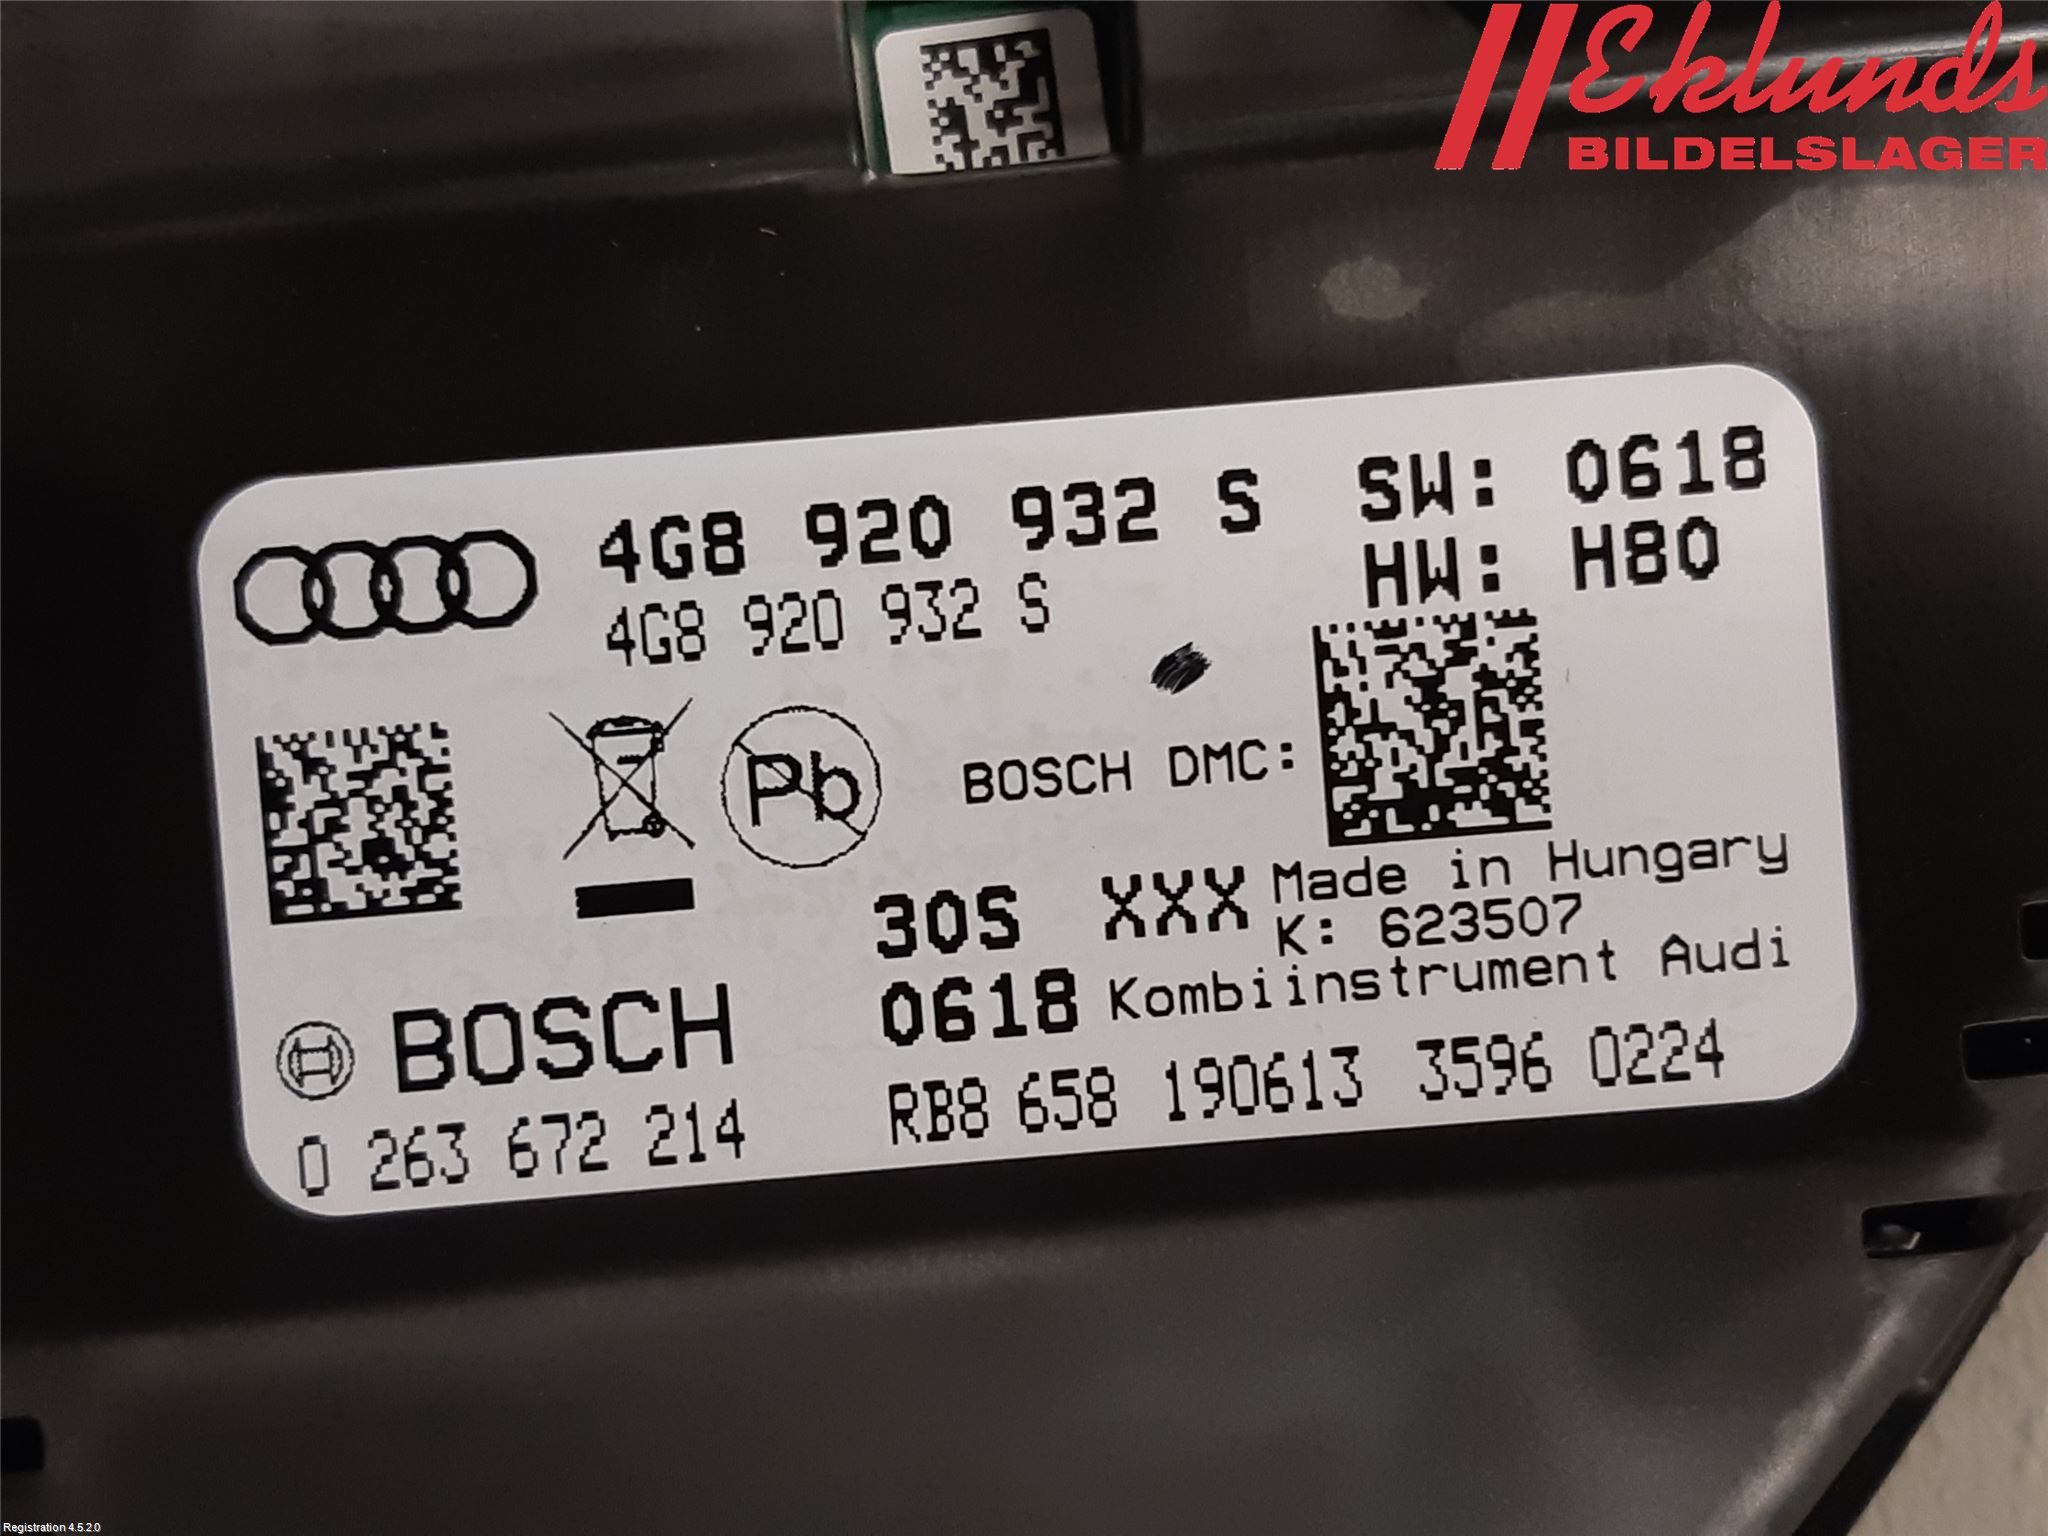 Eklunds
BILDELSLAGER
4G8 920 932 S SW: 0618
4G8 920 932 S HW: H80
Pb
BOSCH DMC:
30S XXX Made in Hungary
K: 623507
BOSCH 0618 Kombiinstrument Audi
0 263 672 214 RB8 658 190613 3596 0224
Registration 4.5.2.0